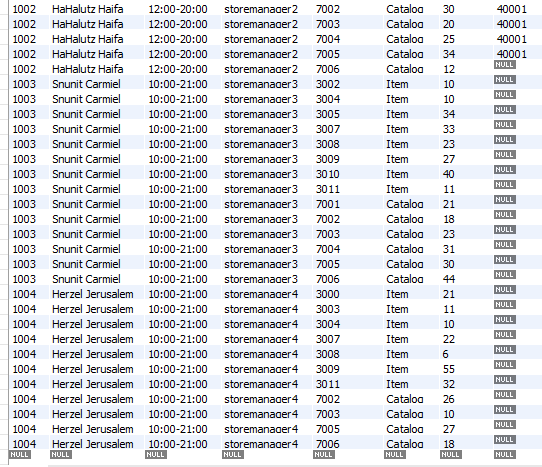 1002 HaHalutz Haifa 12:00-20:00 storemanager2 7002 Catalog 30 40001
1002 HaHalutz Haifa 12:00-20:00 storemanager2 7003 Catalog 20 40001
1002 HaHalutz Haifa 12:00-20:00 storemanager2 7004 Catalog 25 40001
1002 HaHalutz Haifa 12:00-20:00 storemanager2 7005 Catalog 34 40001
1002 HaHalutz Haifa 12:00-20:00 storemanager2 7006 Catalog 12 NULL
1003 Snunit Carmiel 10:00-21:00 storemanager3 3002 Item 10 NULL
1003 Snunit Carmiel 10:00-21:00 storemanager3 3004 Item 10 NULL
1003 Snunit Carmiel 10:00-21:00 storemanager3 3005 Item 34 NULL
1003 Snunit Carmiel 10:00-21:00 storemanager3 3007 Item 33 NULL
1003 Snunit Carmiel 10:00-21:00 storemanager3 3008 Item 23 NULL
1003 Snunit Carmiel 10:00-21:00 storemanager3 3009 Item 27 NULL
1003 Snunit Carmiel 10:00-21:00 storemanager3 3010 Item 40 NULL
1003 Snunit Carmiel 10:00-21:00 storemanager3 3011 Item 11 NULL
1003 Snunit Carmiel 10:00-21:00 storemanager3 7001 Catalog 21 NULL
1003 Snunit Carmiel 10:00-21:00 storemanager3 7002 Catalog 18 NULL
1003 Snunit Carmiel 10:00-21:00 storemanager3 7003 Catalog 23 NULL
1003 Snunit Carmiel 10:00-21:00 storemanager3 7004 Catalog 31 NULL
1003 Snunit Carmiel 10:00-21:00 storemanager3 7005 Catalog 30 NULL
1003 Snunit Carmiel 10:00-21:00 storemanager3 7006 Catalog 44 NULL
1004 Herzel Jerusalem 10:00-21:00 storemanager4 3000 Item 21 NULL
1004 Herzel Jerusalem 10:00-21:00 storemanager4 3003 Item 11 NULL
1004 Herzel Jerusalem 10:00-21:00 storemanager4 3004 Item 10 NULL
1004 Herzel Jerusalem 10:00-21:00 storemanager4 3007 Item 22 NULL
1004 Herzel Jerusalem 10:00-21:00 storemanager4 3008 Item 6 NULL
1004 Herzel Jerusalem 10:00-21:00 storemanager4 3009 Item 55 NULL
1004 Herzel Jerusalem 10:00-21:00 storemanager4 3011 Item 32 NULL
1004 Herzel Jerusalem 10:00-21:00 storemanager4 7002 Catalog 26 NULL
1004 Herzel Jerusalem 10:00-21:00 storemanager4 7003 Catalog 10 NULL
1004 Herzel Jerusalem 10:00-21:00 storemanager4 7005 Catalog 27 NULL
1004 Herzel Jerusalem 10:00-21:00 storemanager4 7006 Catalog 18 NULL
NULL NULL NULL NULL NULL NULL NULL NULL